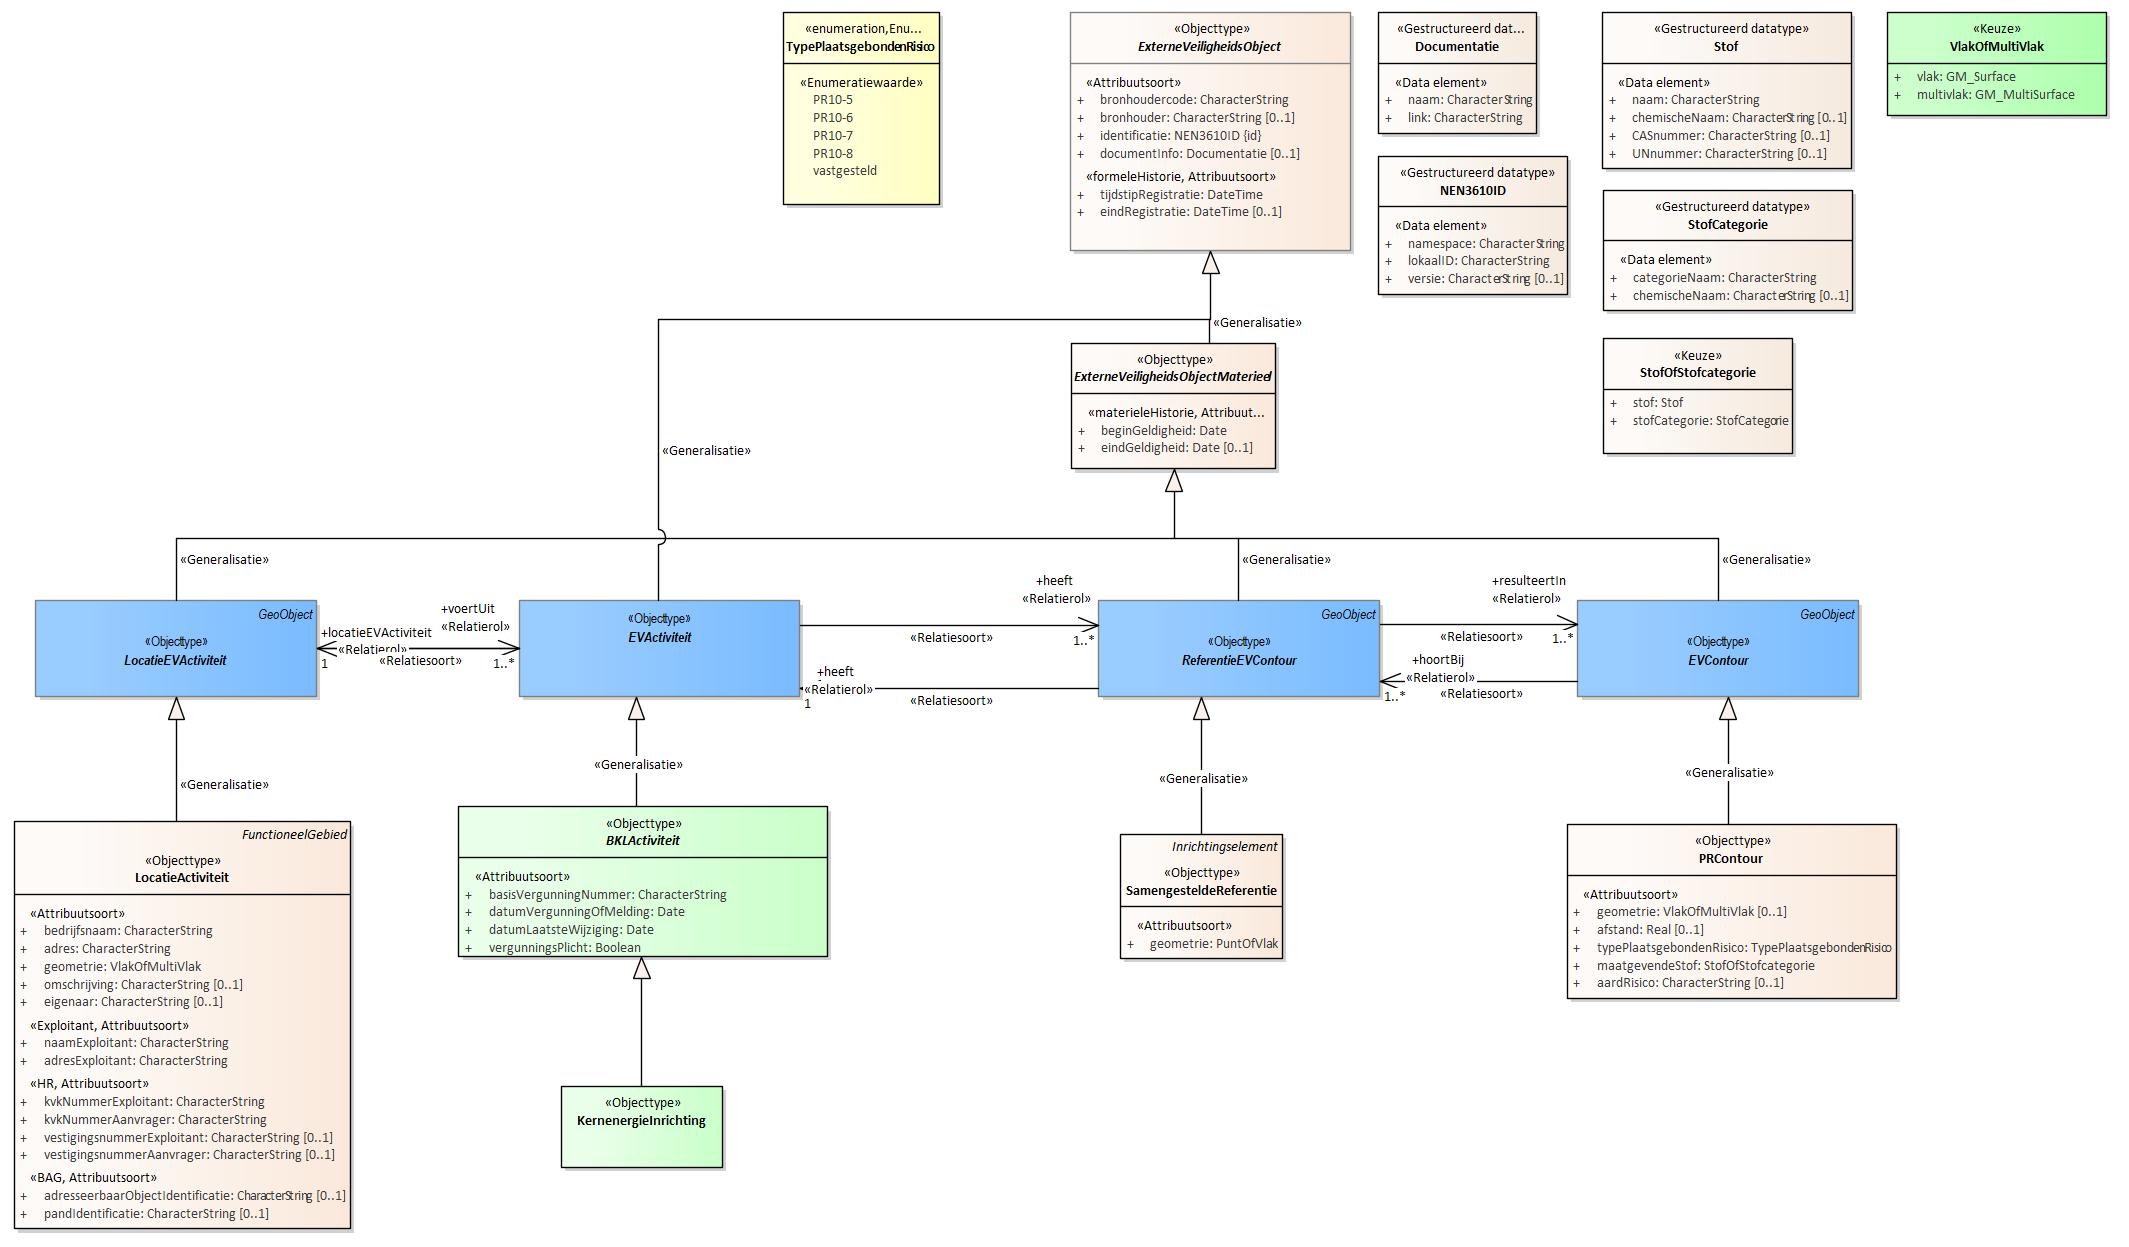 «enumeration,Enu...
TypePlaatsgebondenRisico
«Enumeratiewaarde»
PR10-5
PR10-6
PR10-7
PR10-8
vastgesteld
«Objecttype»
ExterneVeiligheidsObject
«Attribuutsoort»
+ bronhoudercode: CharacterString
+ bronhouder: CharacterString [0..1]
+ identificatie: NEN3610ID {id}
+ documentInfo: Documentatie [0..1]
«formeleHistorie, Attribuutsoort»
+ tijdstipRegistratie: DateTime
+ eindRegistratie: DateTime [0..1]
«Gestructureerd dat...
Documentatie
«Data element»
+ naam: CharacterString
+ link: CharacterString
«Gestructureerd datatype»
NEN3610ID
«Data element»
+ namespace: CharacterString
+ lokaalID: CharacterString
+ versie: CharacterString [0..1]
«Gestructureerd datatype»
Stof
«Data element»
+ naam: CharacterString
+ chemischeNaam: CharacterString [0..1]
+ CASnummer: CharacterString [0..1]
+ UNnummer: CharacterString [0..1]
«Gestructureerd datatype»
StofCategorie
«Data element»
+ categorieNaam: CharacterString
+ chemischeNaam: CharacterString [0..1]
«Keuze»
StofOfStofcategorie
+ stof: Stof
+ stofCategorie: StofCategorie
«Keuze»
VlakOfMultiVlak
+ vlak: GM_Surface
+ multivlak: GM_MultiSurface
«Generalisatie»
«Objecttype»
ExterneVeiligheidsObjectMaterieel
«materieleHistorie, Attribuut...
+ beginGeldigheid: Date
+ eindGeldigheid: Date [0..1]
«Generalisatie»
«Generalisatie»
«Generalisatie»
«Generalisatie»
GeoObject
«Objecttype»
LocatieEVActiviteit
+locatieEVActiviteit
«Relatierol»
1
«Relatiesoort»
+voertUit
«Relatierol»
1..*
«Objecttype»
EVActiviteit
+heeft
«Relatierol»
«Relatiesoort»
1..*
+heeft
«Relatierol»
1
«Relatiesoort»
GeoObject
«Objecttype»
ReferentieEVContour
+resulteertIn
«Relatierol»
«Relatiesoort»
1..*
+hoortBij
«Relatierol»
1..*
«Relatiesoort»
GeoObject
«Objecttype»
EVContour
«Generalisatie»
«Generalisatie»
«Generalisatie»
«Generalisatie»
FunctioneelGebied
«Objecttype»
LocatieActiviteit
«Attribuutsoort»
+ bedrijfsnaam: CharacterString
+ adres: CharacterString
+ geometrie: VlakOfMultiVlak
+ omschrijving: CharacterString [0..1]
+ eigenaar: CharacterString [0..1]
«Exploitant, Attribuutsoort»
+ naamExploitant: CharacterString
+ adresExploitant: CharacterString
«HR, Attribuutsoort»
+ kvkNummerExploitant: CharacterString
+ kvkNummerAanvrager: CharacterString
+ vestigingsnummerExploitant: CharacterString [0..1]
+ vestigingsnummerAanvrager: CharacterString [0..1]
«BAG, Attribuutsoort»
+ adresseerbaarObjectIdentificatie: CharacterString [0..1]
+ pandIdentificatie: CharacterString [0..1]
«Objecttype»
BKLActiviteit
«Attribuutsoort»
+ basisVergunningNummer: CharacterString
+ datumVergunningOfMelding: Date
+ datumLaatsteWijziging: Date
+ vergunningsPlicht: Boolean
«Objecttype»
KernenergieInrichting
Inrichtingselement
«Objecttype»
SamengesteldeReferentie
«Attribuutsoort»
+ geometrie: PuntOfVlak
«Objecttype»
PRContour
«Attribuutsoort»
+ geometrie: VlakOfMultiVlak [0..1]
+ afstand: Real [0..1]
+ typePlaatsgebondenRisico: TypePlaatsgebondenRisico
+ maatgevendeStof: StofOfStofcategorie
+ aardRisico: CharacterString [0..1]